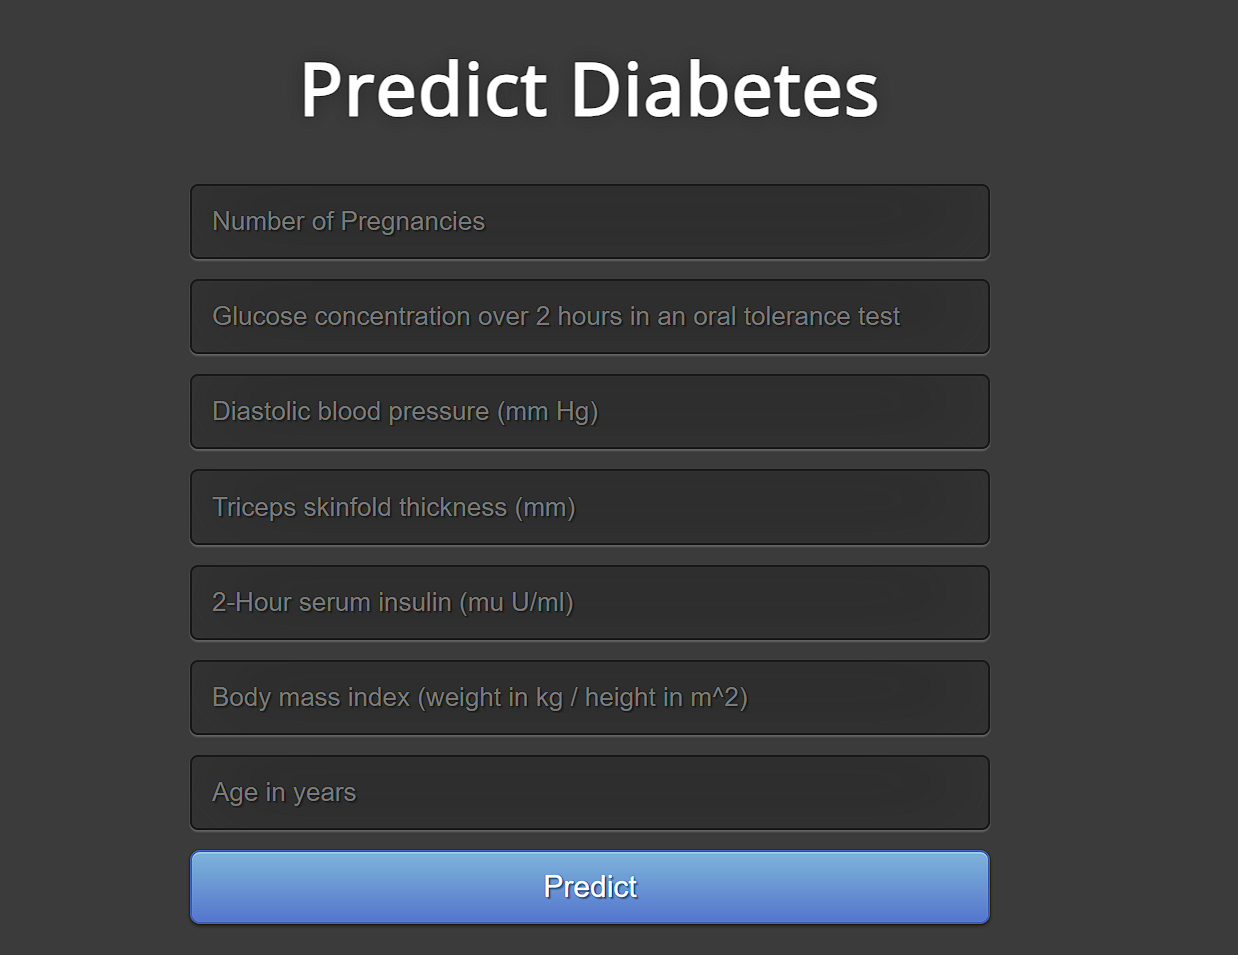 Predict Diabetes
Number of Pregnancies
Glucose concentration over 2 hours in an oral tolerance test
Diastolic blood pressure (mm Hg)
Triceps skinfold thickness (mm)
2-Hour serum insulin (mu U/ml)
Body mass index (weight in kg / height in m^2)
Age in years
Predict